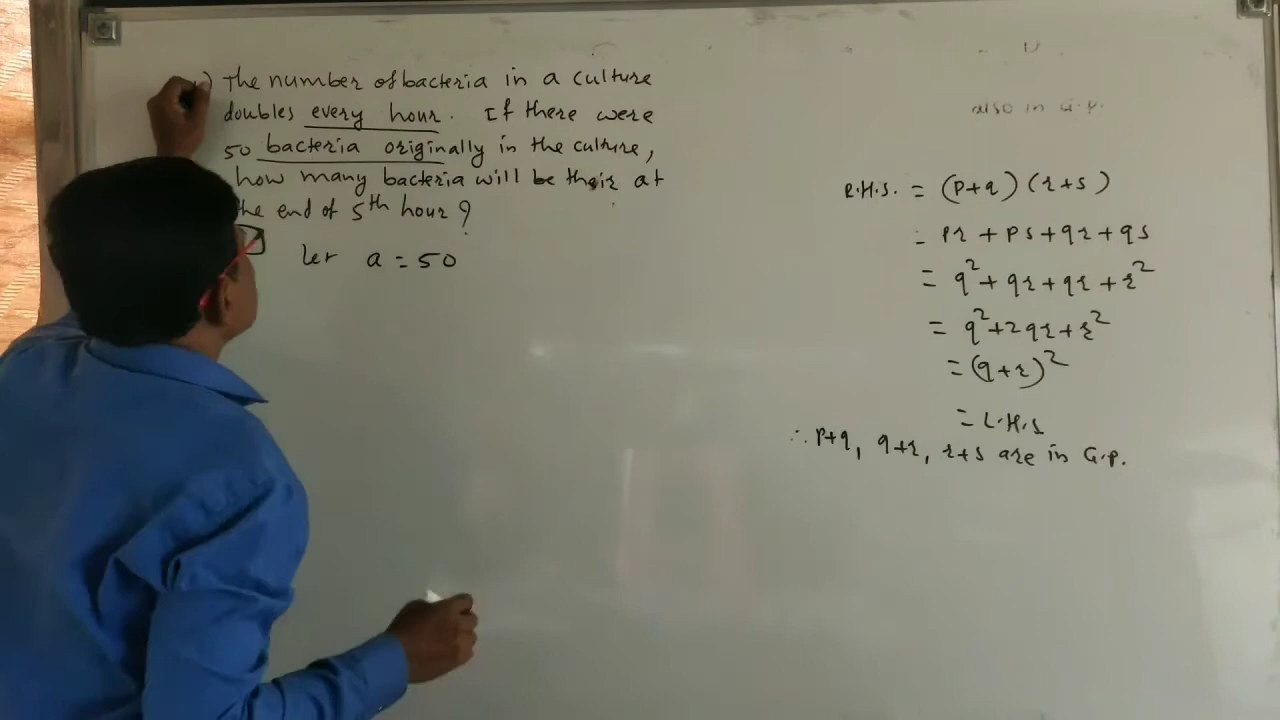 The number of bacteria in a culture
doubles every hour. If there were
50 bacteria originally in the culture,
how many bacteria will be their at
the end of 5th hour?
Let a = 50
also in G.P.
R.H.S. = (p+q)(r+s)
= pr + ps + qr + qs
= q² + qr + qr + r²
= q² + 2qr + r²
= (q+r)²
= L.H.S
∴ p+q, q+r, r+s are in G.P.